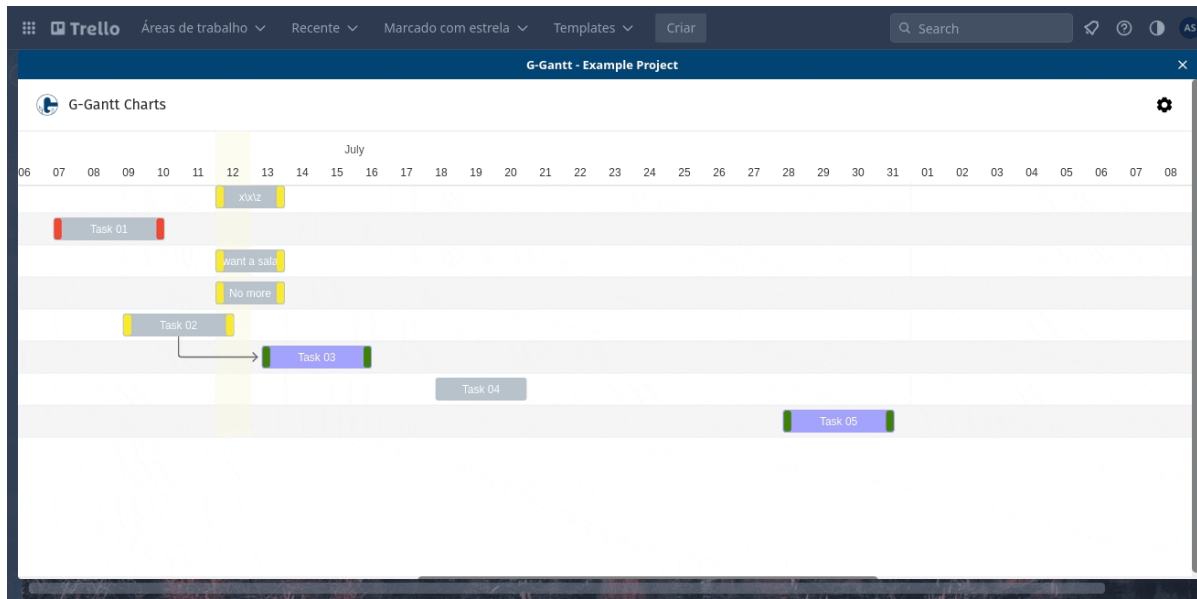 Trello Áreas de trabalho Recente Marcado com estrela Templates Criar Search AS
G-Gantt - Example Project
G-Gantt Charts
July
06 07 08 09 10 11 12 13 14 15 16 17 18 19 20 21 22 23 24 25 26 27 28 29 30 31 01 02 03 04 05 06 07 08
x\x\z
Task 01
want a sala
No more
Task 02
Task 03
Task 04
Task 05